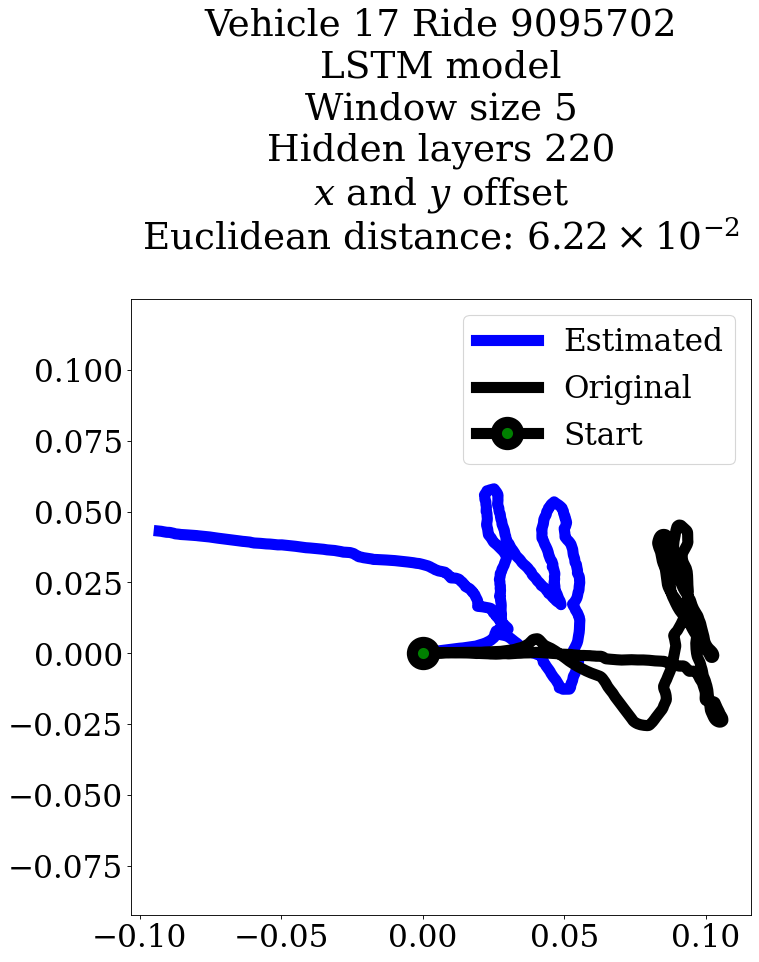 Vehicle 17 Ride 9095702
LSTM model
Window size 5
Hidden layers 220
x and y offset
Euclidean distance: 6.22 × 10⁻²
Estimated
Original
Start
0.100
0.075
0.050
0.025
0.000
−0.025
−0.050
−0.075
−0.10 −0.05 0.00 0.05 0.10